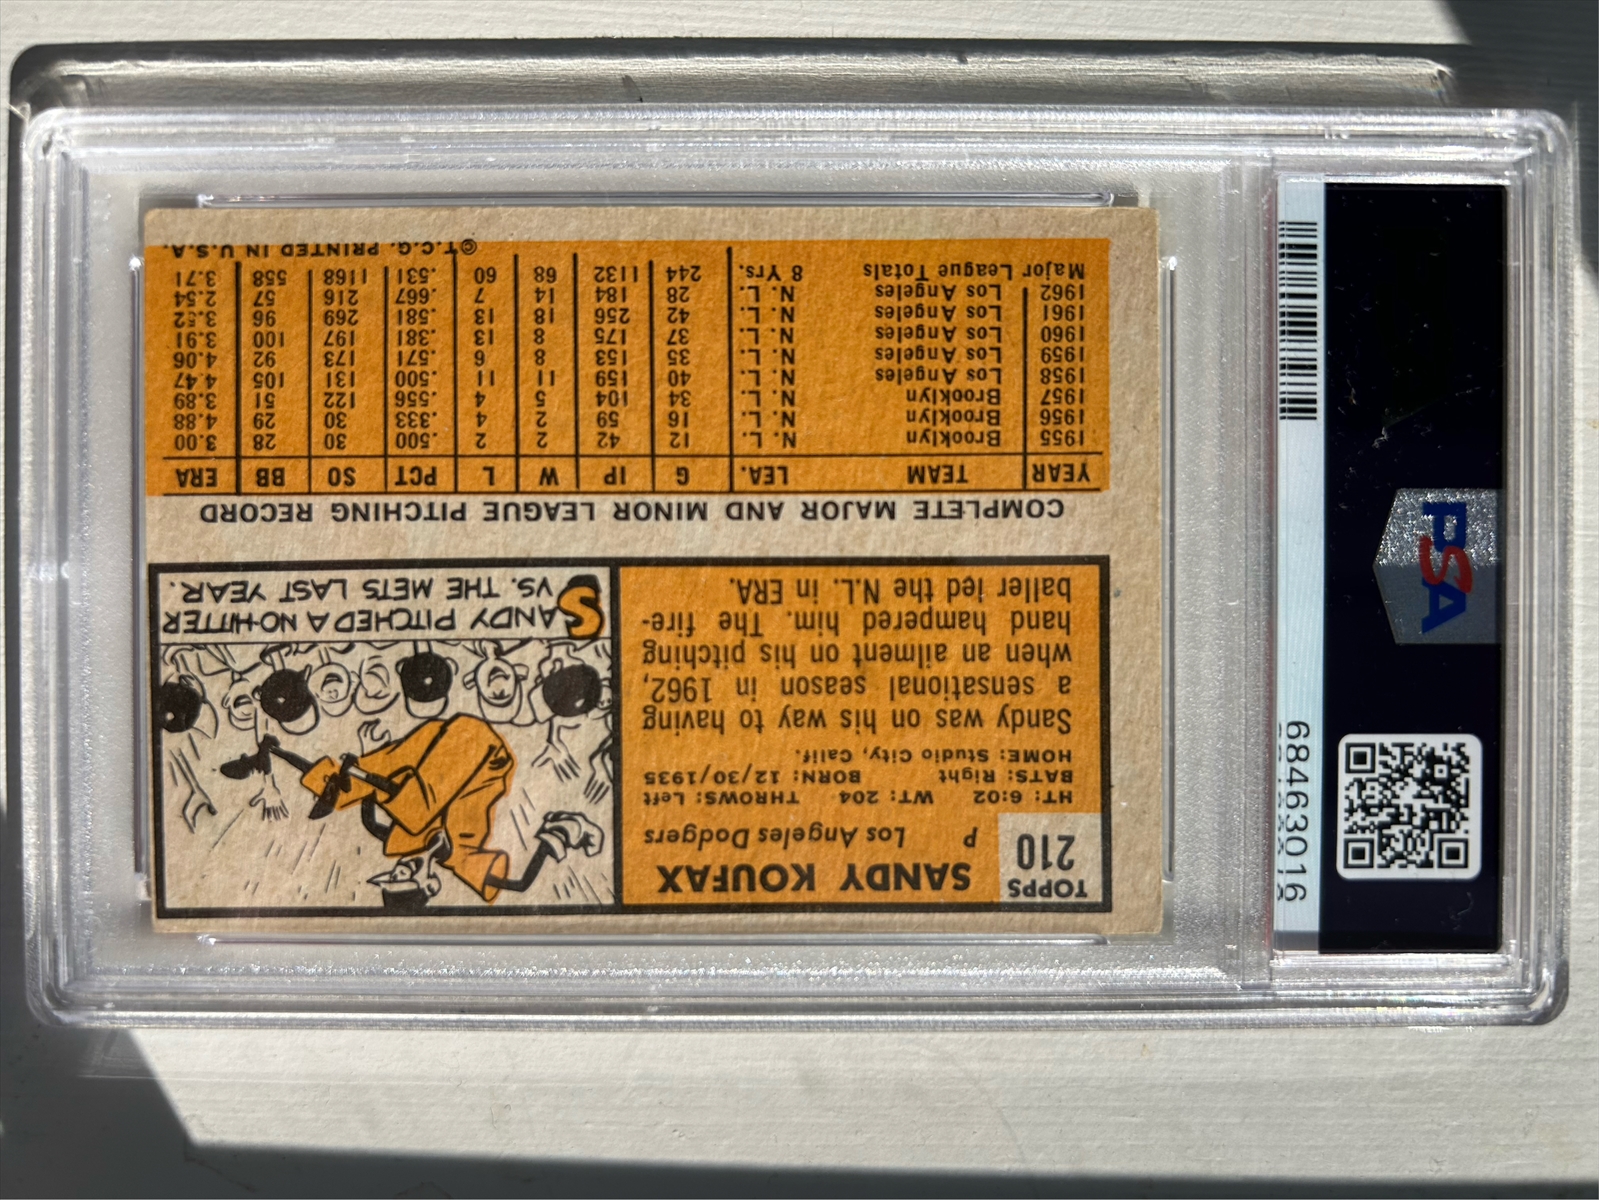 TOPPS
210
SANDY KOUFAX
P Los Angeles Dodgers
HT: 6:02 WT: 204 THROWS: Left
BATS: Right BORN: 12/30/1935
HOME: Studio City, Calif.
Sandy was on his way to having
a sensational season in 1962,
when an ailment on his pitching
hand hampered him. The fire-
baller led the N.L. in ERA.
SANDY PITCHED A NO-HITTER
VS. THE METS LAST YEAR.
COMPLETE MAJOR AND MINOR LEAGUE PITCHING RECORD
YEAR TEAM LEA. G IP W L PCT SO BB ERA
1955 Brooklyn N. L. 12 42 2 2 .500 30 28 3.00
1956 Brooklyn N. L. 16 59 2 4 .333 30 29 4.88
1957 Brooklyn N. L. 34 104 5 4 .556 122 51 3.89
1958 Los Angeles N. L. 40 159 11 11 .500 131 105 4.47
1959 Los Angeles N. L. 35 153 8 6 .571 173 92 4.06
1960 Los Angeles N. L. 37 175 8 13 .381 197 100 3.91
1961 Los Angeles N. L. 42 256 18 13 .581 269 96 3.52
1962 Los Angeles N. L. 28 184 14 7 .667 216 57 2.54
Major League Totals 8 Yrs. 244 1132 68 60 .531 1168 558 3.71
© T.C.G. PRINTED IN U.S.A.
PSA
68463016